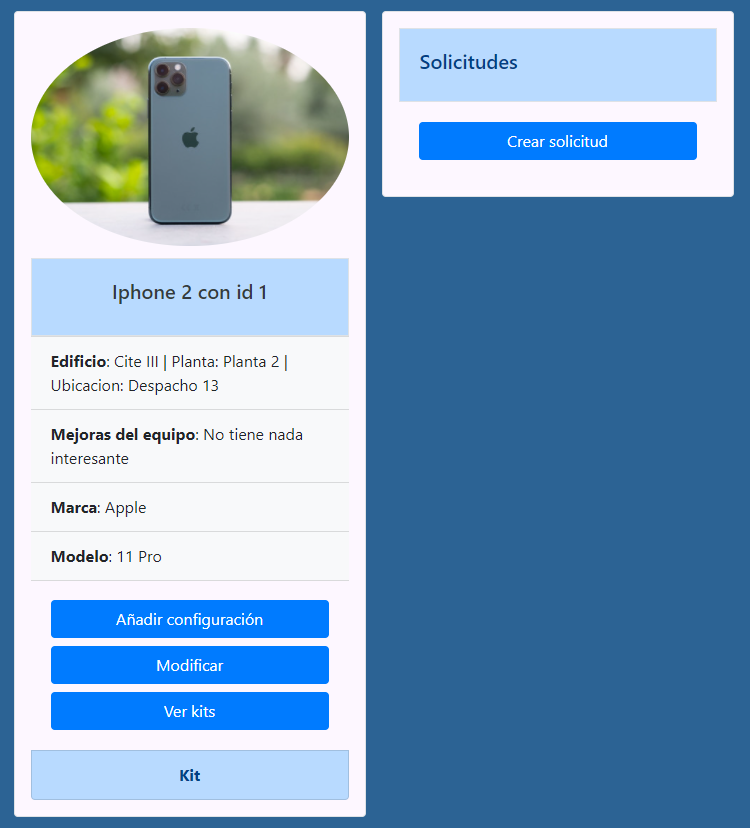 Iphone 2 con id 1
Edificio: Cite III | Planta: Planta 2 |
Ubicacion: Despacho 13
Mejoras del equipo: No tiene nada
interesante
Marca: Apple
Modelo: 11 Pro
Añadir configuración
Modificar
Ver kits
Kit
Solicitudes
Crear solicitud